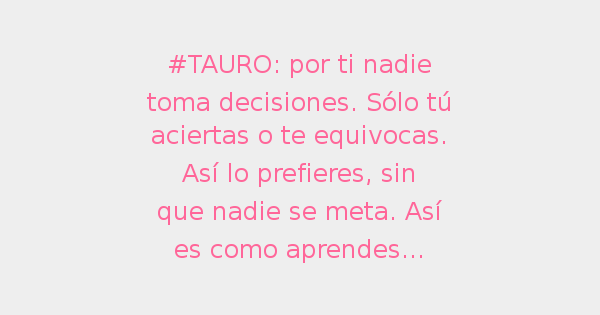 #TAURO: por ti nadie
toma decisiones. Sólo tú
aciertas o te equivocas.
Así lo prefieres, sin
que nadie se meta. Así
es como aprendes...